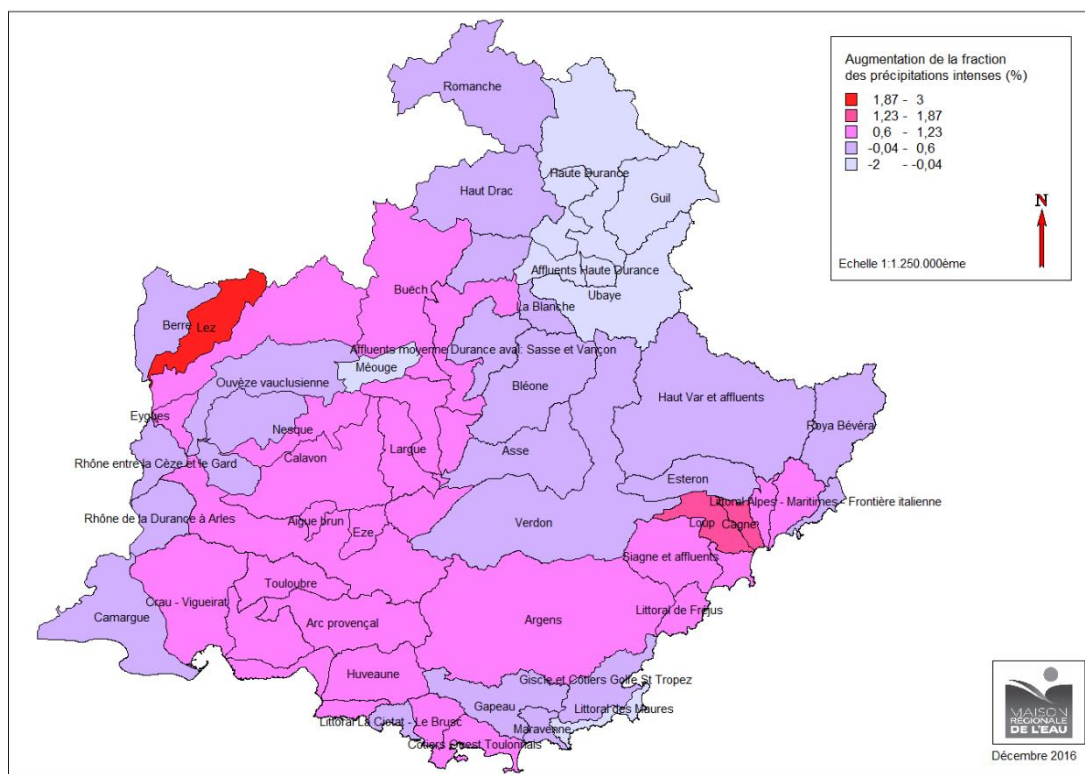 Augmentation de la fraction
des précipitations intenses (%)
1,87 - 3
1,23 - 1,87
0,6 - 1,23
-0,04 - 0,6
-2 - -0,04
N
Echelle 1:1.250.000ème
Romanche
Haute Durance
Haut Drac
Guil
Affluents Haute Durance
Buëch
Ubaye
La Blanche
Berre
Lez
Affluents moyenne Durance aval: Sasse et Vançon
Méouge
Ouvèze vauclusienne
Bléone
Haut Var et affluents
Eygues
Nesque
Roya Bévéra
Largue
Asse
Calavon
Rhône entre la Cèze et le Gard
Esteron
Littoral Alpes - Maritimes - Frontière italienne
Rhône de la Durance à Arles
Aigue brun
Verdon
Loup
Cagne
Eze
Siagne et affluents
Touloubre
Crau - Vigueirat
Littoral de Fréjus
Camargue
Arc provençal
Argens
Huveaune
Giscle et Côtiers Golfe St Tropez
Gapeau
Littoral des Maures
Littoral La Ciotat - Le Brusc
Maravenne
Côtiers Ouest Toulonnais
MAISON
RÉGIONALE
DE L'EAU
Décembre 2016